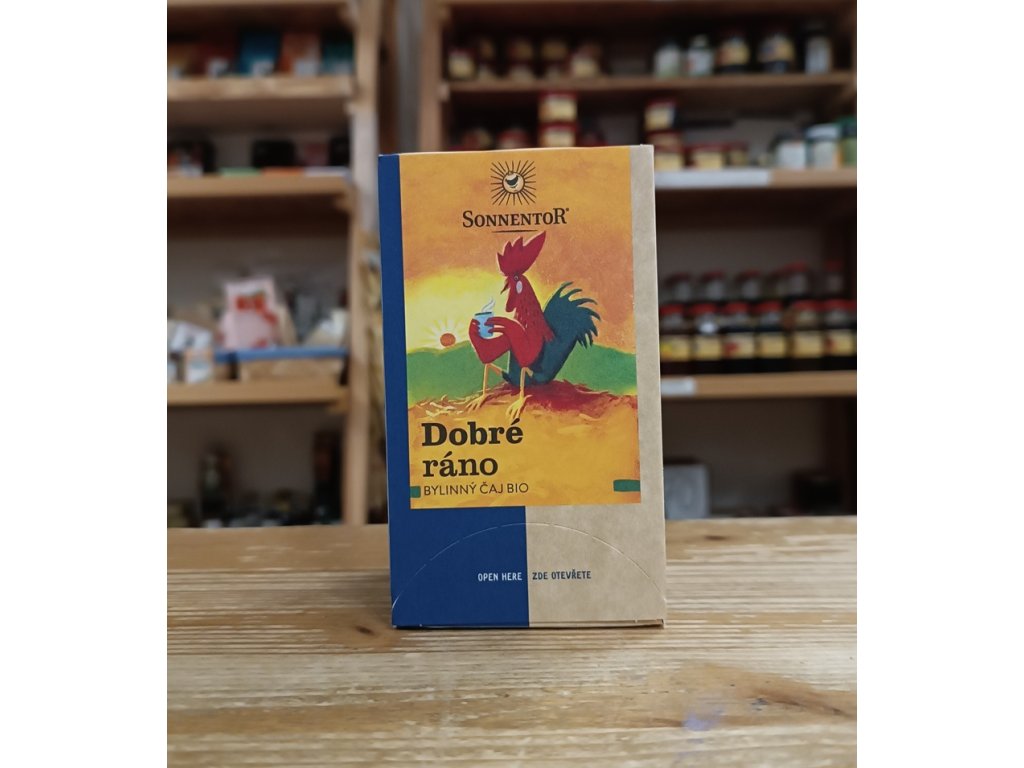 SONNENTOR®
Dobré
ráno
BYLINNÝ ČAJ BIO
OPEN HERE ZDE OTEVŘETE